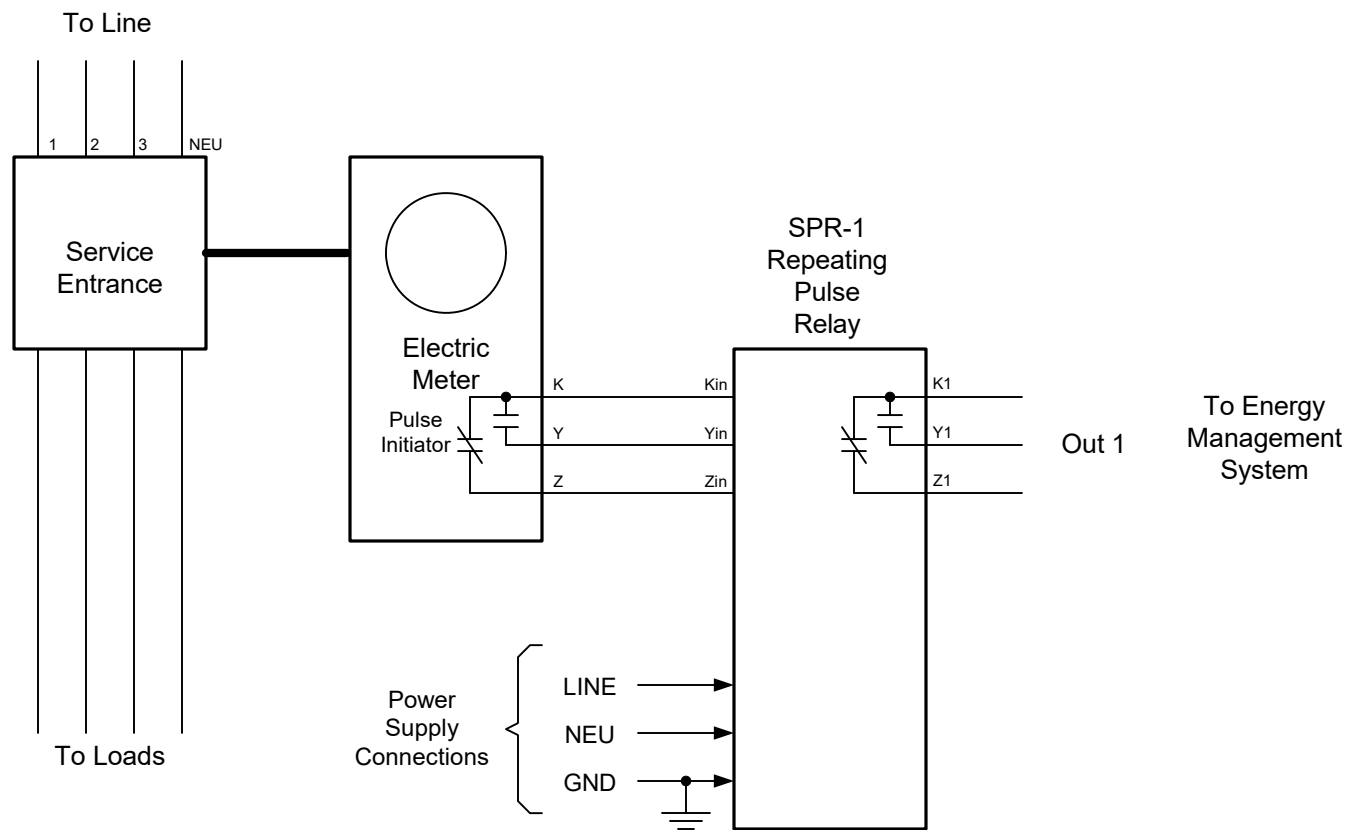 To Line
1
2
3
NEU
Service
Entrance
To Loads
Electric
Meter
Pulse
Initiator
K
Y
Z
Kin
Yin
Zin
SPR-1
Repeating
Pulse
Relay
K1
Y1
Z1
Out 1
To Energy
Management
System
Power
Supply
Connections
LINE
NEU
GND